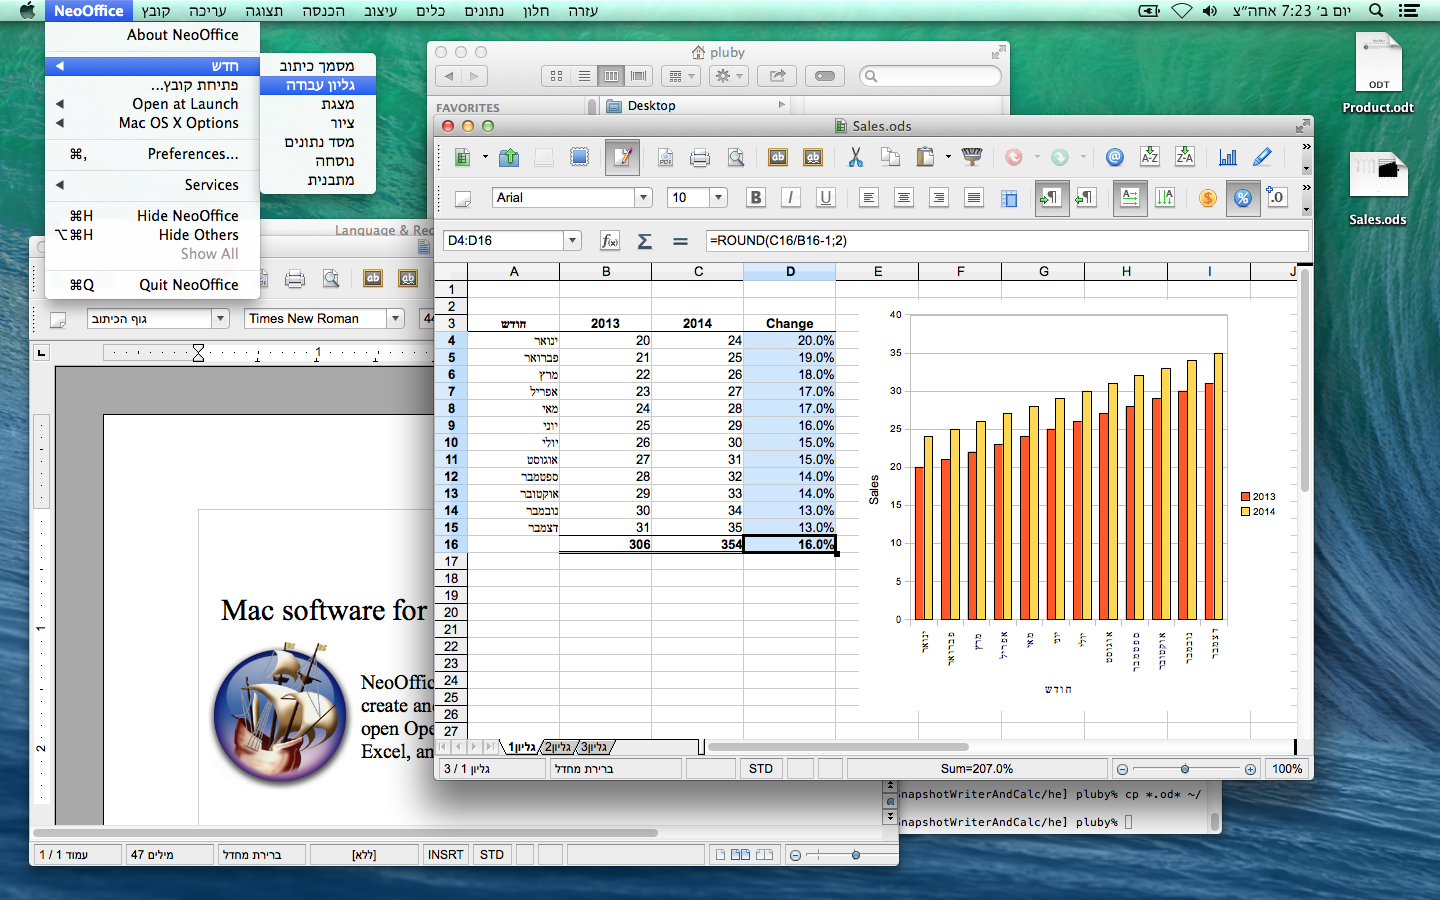 NeoOffice קובץ עריכה תצוגה הכנסה עיצוב כלים נתונים חלון עזרה
יום ב׳ 7:23 אחה״צ
About NeoOffice
חדש
פתיחת קובץ...
Open at Launch
Mac OS X Options
⌘, Preferences...
Services
⌘H Hide NeoOffice
⌥⌘H Hide Others
Show All
⌘Q Quit NeoOffice
מסמך כיתוב
גליון עבודה
מצגת
ציור
מסד נתונים
נוסחה
מתבנית
pluby
FAVORITES
Desktop
ODT
Product.odt
Sales.ods
Language & Re
גוף הכיתוב
Times New Roman
44
1
1
2
Mac software for
NeoOffic
create and
open Ope
Excel, an
עמוד 1 / 1
47 מילים
ברירת מחדל
[ללא]
INSRT
STD
Sales.ods
Arial
10
B I U
D4:D16
f(x) Σ =
=ROUND(C16/B16-1;2)
A B C D E F G H I J
1
2
3 חודש 2013 2014 Change
4 ינואר 20 24 20.0%
5 פברואר 21 25 19.0%
6 מרץ 22 26 18.0%
7 אפריל 23 27 17.0%
8 מאי 24 28 17.0%
9 יוני 25 29 16.0%
10 יולי 26 30 15.0%
11 אוגוסט 27 31 15.0%
12 ספטמבר 28 32 14.0%
13 אוקטובר 29 33 14.0%
14 נובמבר 30 34 13.0%
15 דצמבר 31 35 13.0%
16 306 354 16.0%
17
18
19
20
21
22
23
24
25
26
27
40
35
30
25
20
15
10
5
0
Sales
ינואר
פברואר
מרץ
אפריל
מאי
יוני
יולי
אוגוסט
ספטמבר
אוקטובר
נובמבר
דצמבר
חודש
2013
2014
גליון1 גליון2 גליון3
גליון 1 / 3
ברירת מחדל
STD
Sum=207.0%
100%
SnapshotWriterAndCalc/he] pluby% cp *.od* ~/
SnapshotWriterAndCalc/he] pluby%